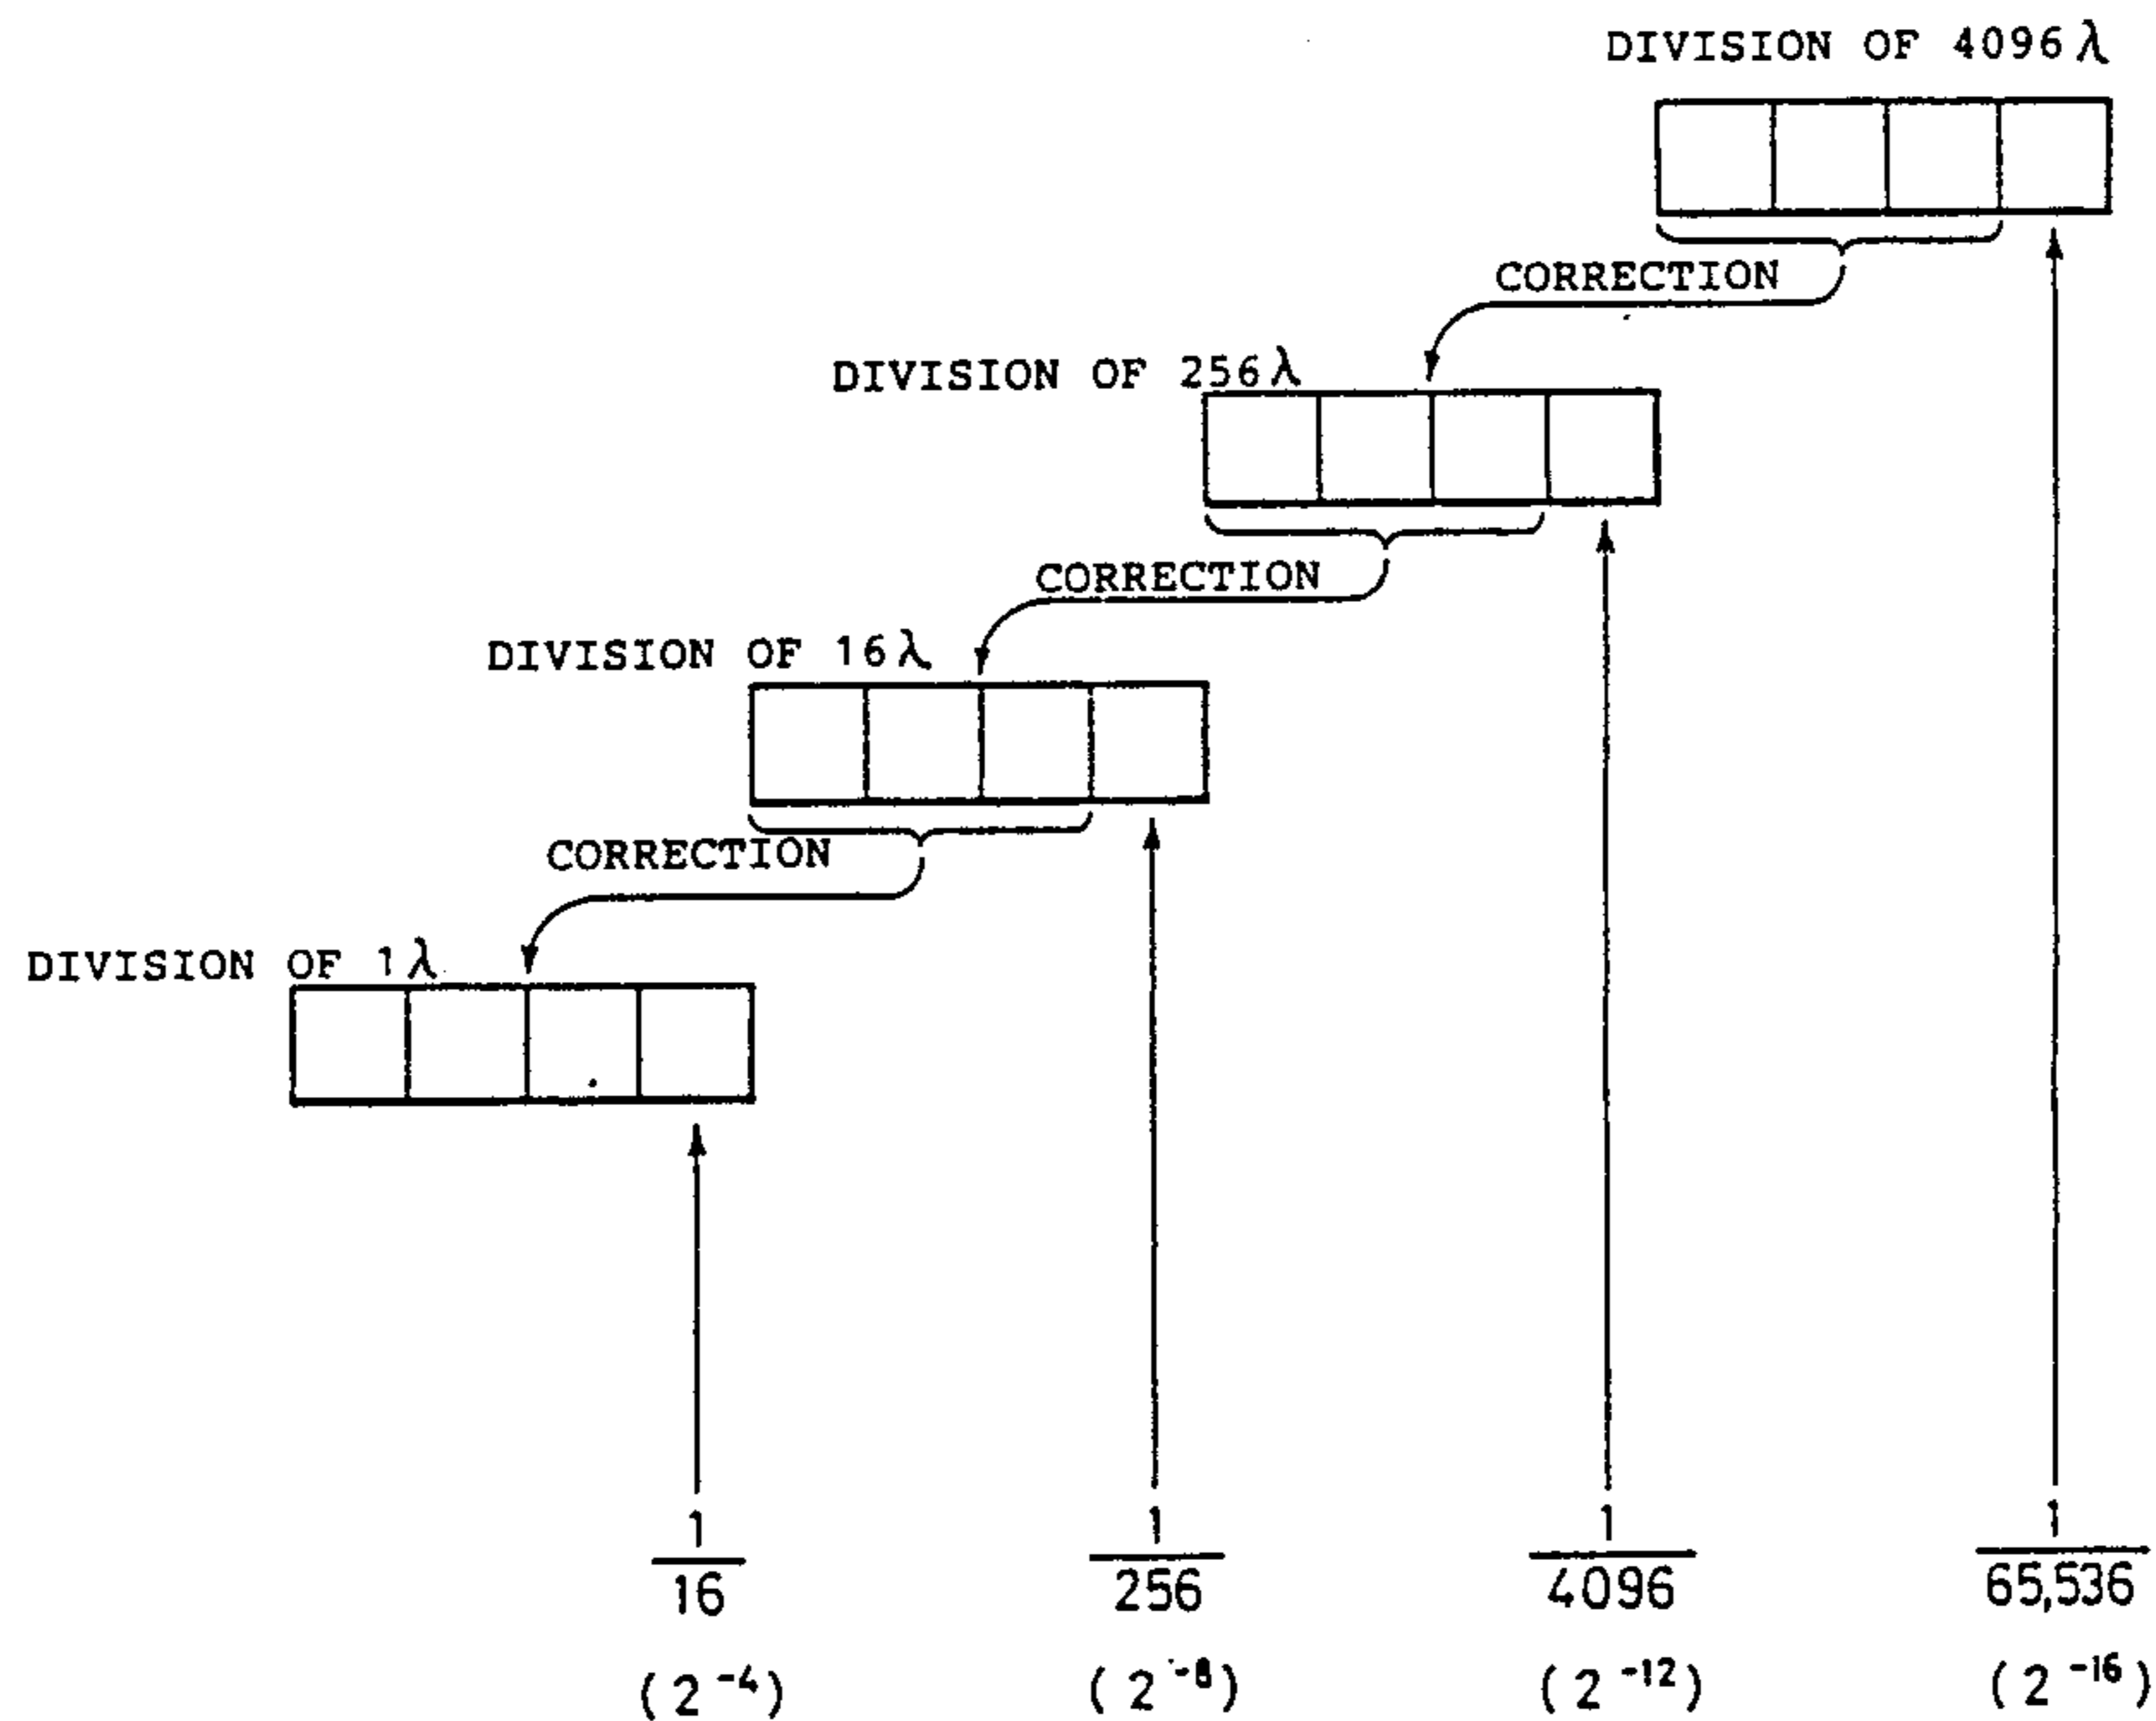 DIVISION OF 4096λ
CORRECTION
DIVISION OF 256λ
CORRECTION
DIVISION OF 16λ
CORRECTION
DIVISION OF 1λ
1
16
(2^-4)
1
256
(2^-8)
1
4096
(2^-12)
1
65,536
(2^-16)